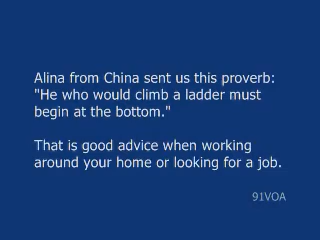 Alina from China sent us this proverb:
"He who would climb a ladder must
begin at the bottom."
That is good advice when working
around your home or looking for a job.
91VOA